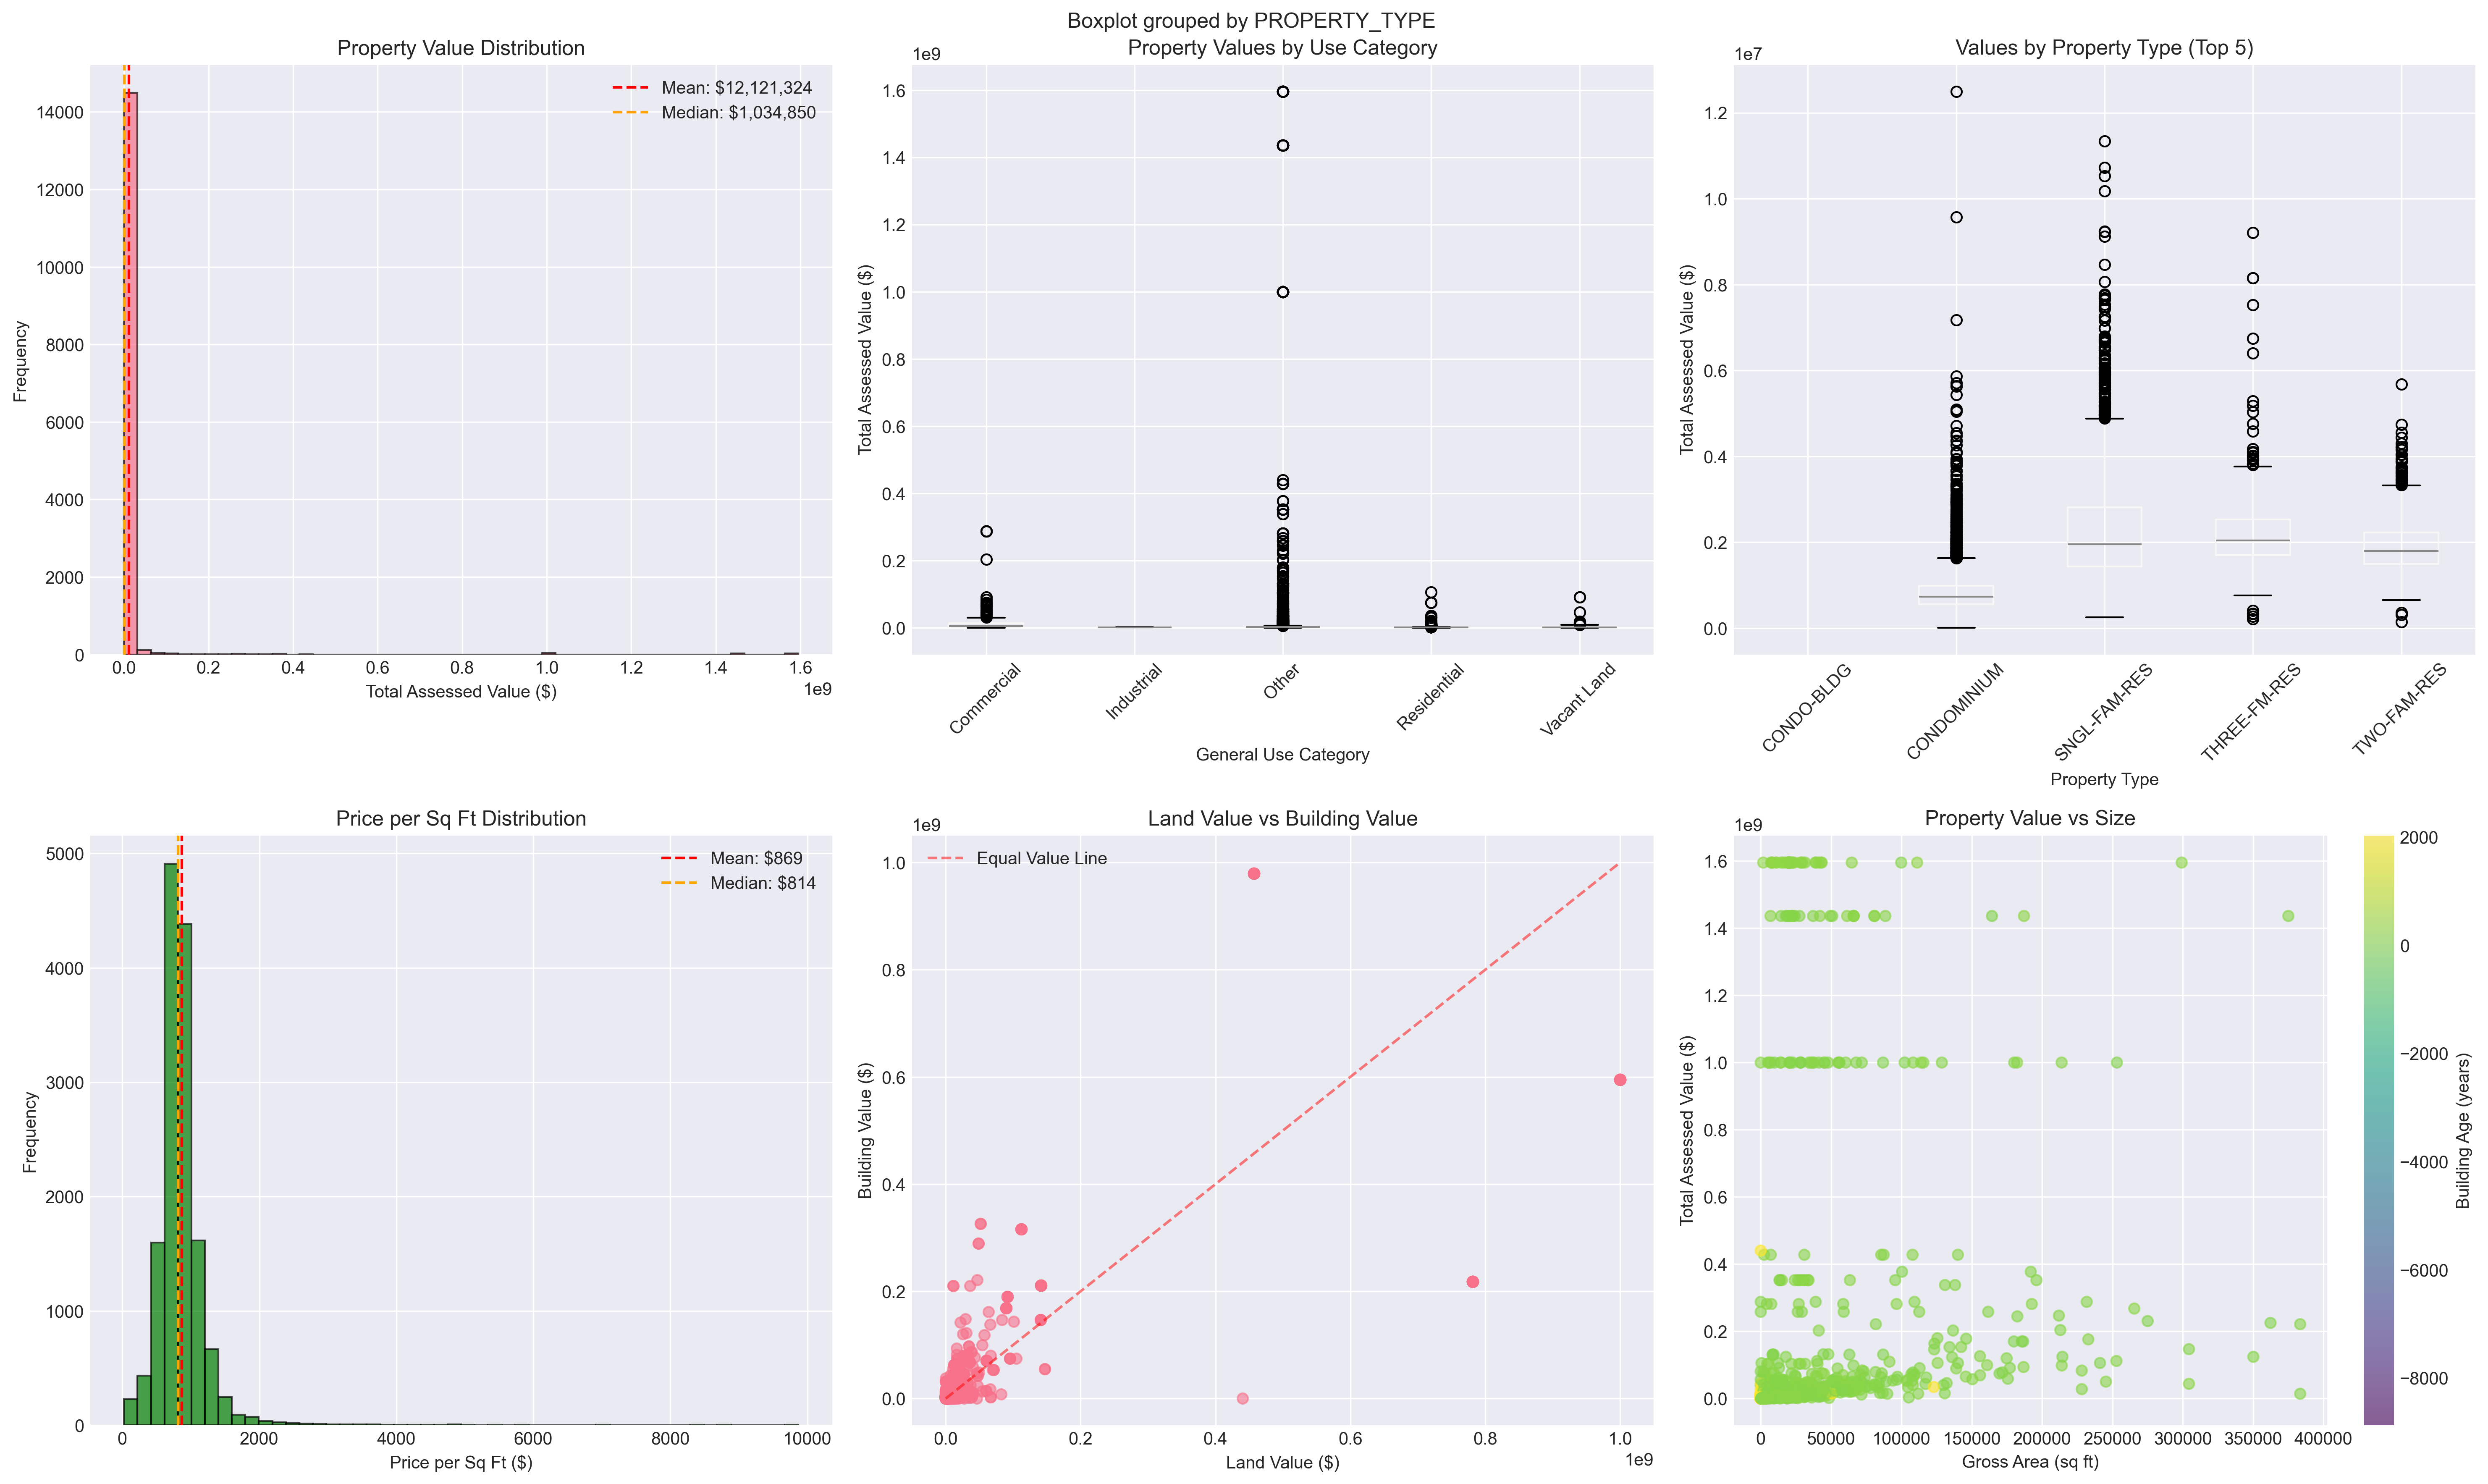 Boxplot grouped by PROPERTY_TYPE
Property Value Distribution
Mean: $12,121,324
Median: $1,034,850
Frequency
14000
12000
10000
8000
6000
4000
2000
0
0.0 0.2 0.4 0.6 0.8 1.0 1.2 1.4 1.6
1e9
Total Assessed Value ($)
Property Values by Use Category
1e9
Total Assessed Value ($)
1.6
1.4
1.2
1.0
0.8
0.6
0.4
0.2
0.0
Commercial
Industrial
Other
Residential
Vacant Land
General Use Category
Values by Property Type (Top 5)
1e7
Total Assessed Value ($)
1.2
1.0
0.8
0.6
0.4
0.2
0.0
CONDO-BLDG
CONDOMINIUM
SNGL-FAM-RES
THREE-FM-RES
TWO-FAM-RES
Property Type
Price per Sq Ft Distribution
Mean: $869
Median: $814
Frequency
5000
4000
3000
2000
1000
0
0 2000 4000 6000 8000 10000
Price per Sq Ft ($)
Land Value vs Building Value
1e9
Equal Value Line
Building Value ($)
1.0
0.8
0.6
0.4
0.2
0.0
0.0 0.2 0.4 0.6 0.8 1.0
1e9
Land Value ($)
Property Value vs Size
1e9
Total Assessed Value ($)
1.6
1.4
1.2
1.0
0.8
0.6
0.4
0.2
0.0
0 50000 100000 150000 200000 250000 300000 350000 400000
Gross Area (sq ft)
2000
0
−2000
−4000
−6000
−8000
Building Age (years)